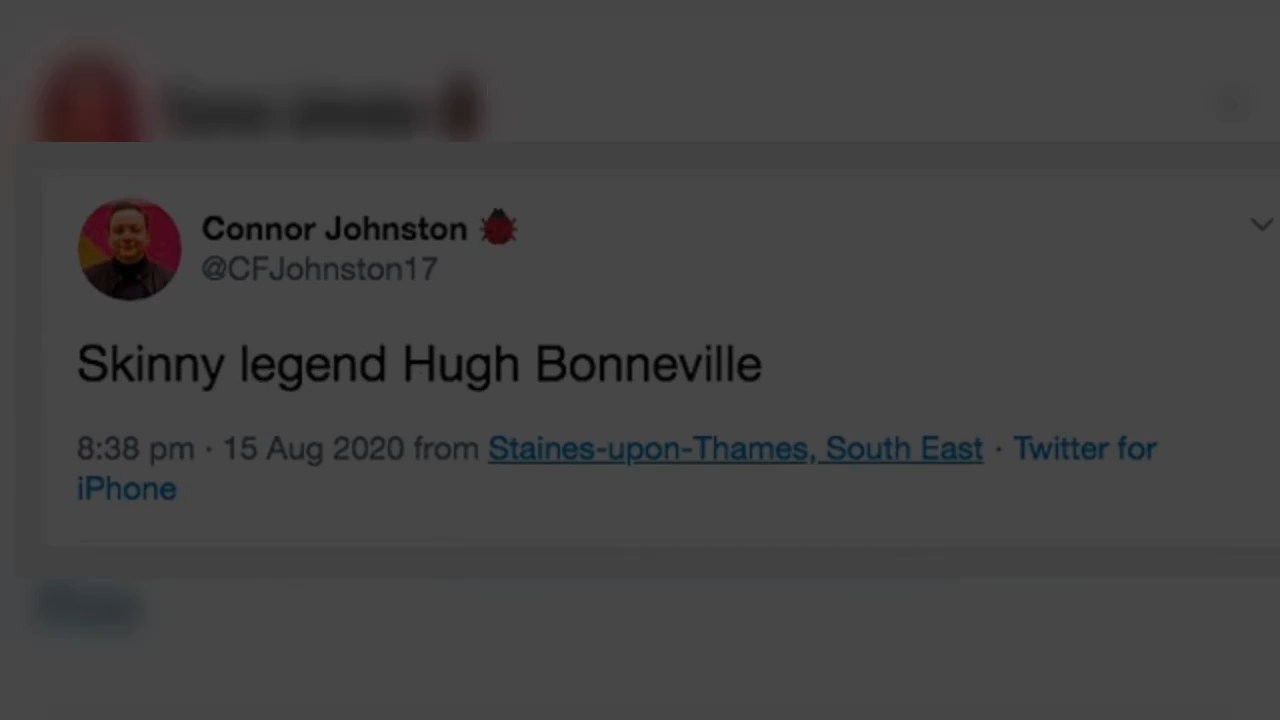 Connor Johnston 🐞
@CFJohnston17
Skinny legend Hugh Bonneville
8:38 pm · 15 Aug 2020 from Staines-upon-Thames, South East · Twitter for
iPhone